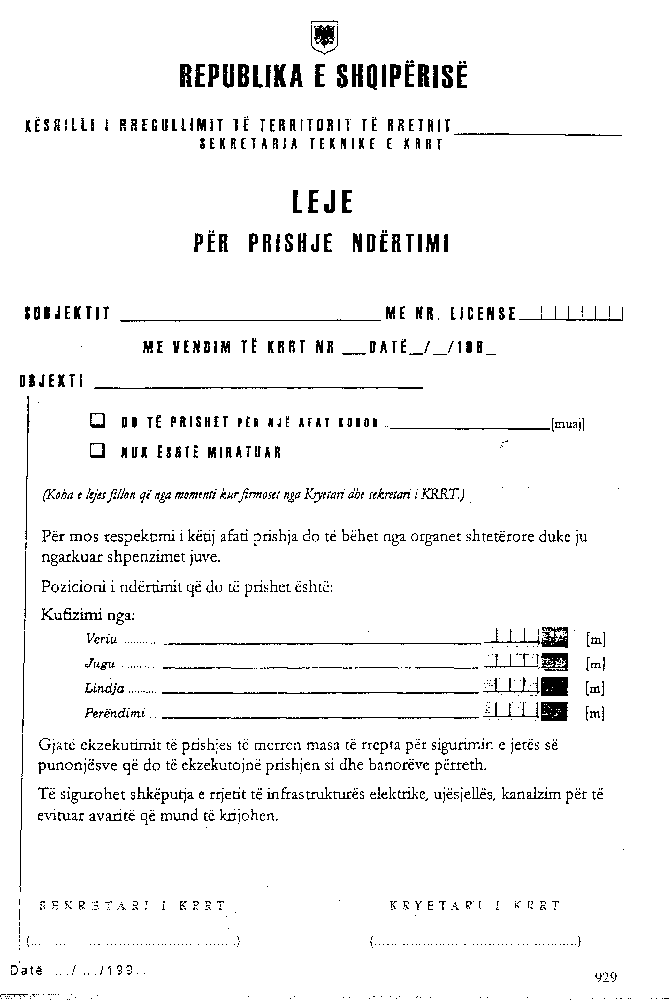 REPUBLIKA E SHQIPËRISË
KËSHILLI I RREGULLIMIT TË TERRITORIT TË RRETHIT
SEKRETARIA TEKNIKE E KRRT
LEJE
PËR PRISHJE NDËRTIMI
SUBJEKTIT ME NR. LICENSE
ME VENDIM TË KRRT NR. DATË / /199_
OBJEKTI
DO TË PRISHET PËR NJË AFAT KOHOR... [muaj]
NUK ËSHTË MIRATUAR
(Koha e lejes fillon që nga momenti kur firmoset nga Kryetari dhe sekretari i KRRT.)
Për mos respektimi i këtij afati prishja do të bëhet nga organet shtetërore duke ju
ngarkuar shpenzimet juve.
Pozicioni i ndërtimit që do të prishet është:
Kufizimi nga:
Veriu ............ [m]
Jugu.............. [m]
Lindja .......... [m]
Perëndimi ... [m]
Gjatë ekzekutimit të prishjes të merren masa të rrepta për sigurimin e jetës së
punonjësve që do të ekzekutojnë prishjen si dhe banorëve përreth.
Të sigurohet shkëputja e rrjetit të infrastrukturës elektrike, ujësjellës, kanalzim për të
evituar avaritë që mund të krijohen.
SEKRETARI I KRRT KRYETARI I KRRT
(....................................................) (....................................................)
Datë ..../..../199...
929